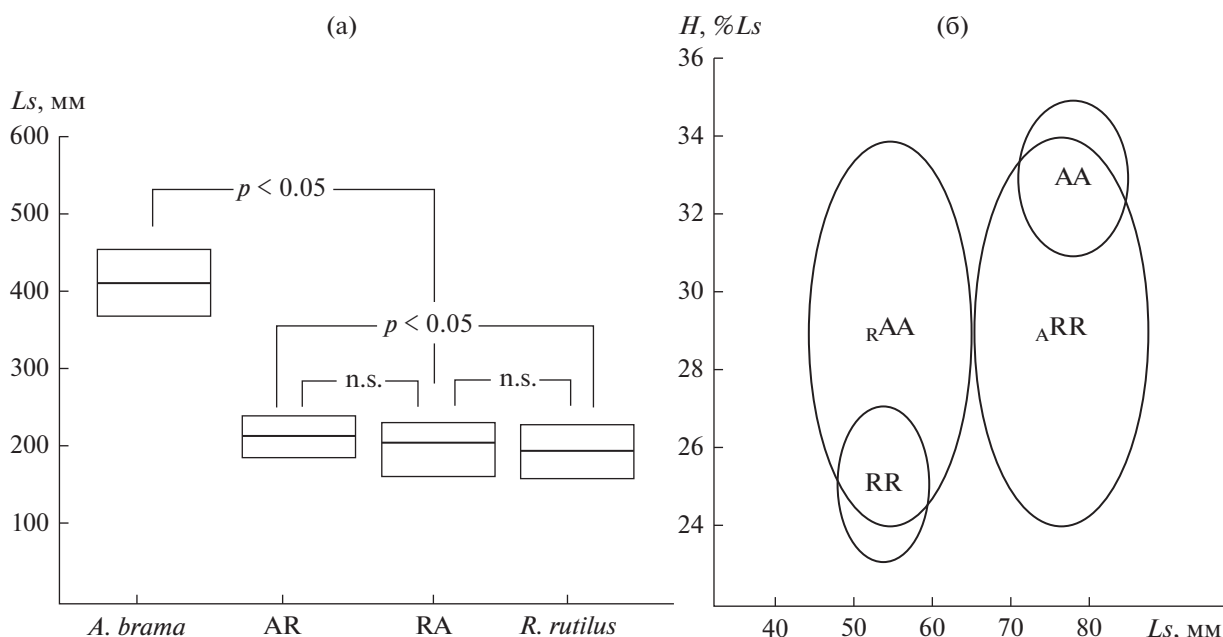 (а)
Ls, мм
600
500
400
300
200
100
p < 0.05
p < 0.05
n.s.
n.s.
A. brama AR RA R. rutilus
(б)
H, %Ls
36
34
32
30
28
26
24
AA
RAA
ARR
RR
40 50 60 70 80 Ls, мм